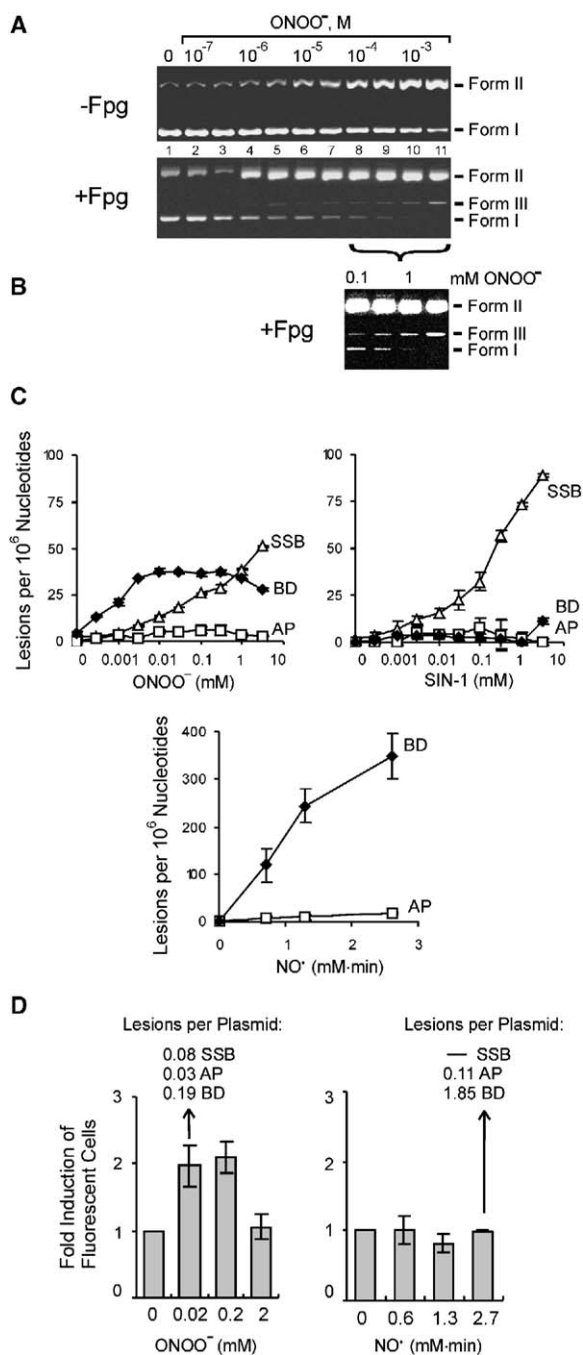 A
ONOO⁻, M
0 10⁻⁷ 10⁻⁶ 10⁻⁵ 10⁻⁴ 10⁻³
-Fpg
Form II
Form I
1 2 3 4 5 6 7 8 9 10 11
+Fpg
Form II
Form III
Form I
B
0.1 1 mM ONOO⁻
+Fpg
Form II
Form III
Form I
C
Lesions per 10⁶ Nucleotides
100
75
50
25
0
SSB
BD
AP
0 0.001 0.01 0.1 1 10
ONOO⁻ (mM)
100
75
50
25
0
SSB
BD
AP
0 0.001 0.01 0.1 1 10
SIN-1 (mM)
Lesions per 10⁶ Nucleotides
400
300
200
100
0
BD
AP
0 1 2 3
NO• (mM·min)
D
Lesions per Plasmid:
0.08 SSB
0.03 AP
0.19 BD
Fold Induction of
Fluorescent Cells
3
2
1
0
0 0.02 0.2 2
ONOO⁻ (mM)
Lesions per Plasmid:
— SSB
0.11 AP
1.85 BD
3
2
1
0
0 0.6 1.3 2.7
NO• (mM·min)